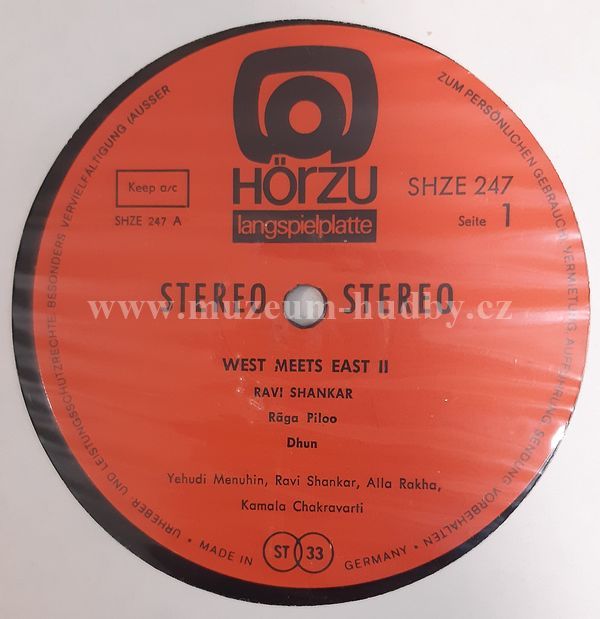 HÖRZU
langspielplatte
Keep a/c
SHZE 247 A
SHZE 247
Seite 1
STEREO STEREO
www.muzeum-hudby.cz
WEST MEETS EAST II
RAVI SHANKAR
Rāga Piloo
Dhun
Yehudi Menuhin, Ravi Shankar, Alla Rakha,
Kamala Chakravarti
ST 33
• MADE IN GERMANY •
URHEBER- UND LEISTUNGSSCHUTZRECHTE, BESONDERS VERVIELFÄLTIGUNG (AUSSER ZUM PERSÖNLICHEN GEBRAUCH) VERMIETUNG, AUFFÜHRUNG, SENDUNG VORBEHALTEN